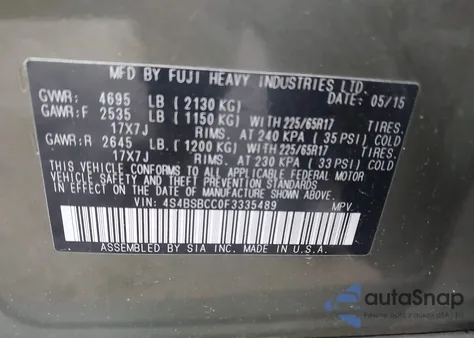 MFD BY FUJI HEAVY INDUSTRIES LTD.
GVWR: 4695 LB (2130 KG) DATE: 05/15
GAWR:F 2535 LB (1150 KG) WITH 225/65R17 TIRES.
17X7J RIMS. AT 240 KPA (35 PSI) COLD
GAWR:R 2645 LB. (1200 KG) WITH 225/65R17 TIRES.
17X7J RIMS. AT 230 KPA (33 PSI) COLD
THIS VEHICLE CONFORMS TO ALL APPLICABLE FEDERAL MOTOR
VEHICLE SAFETY STANDARDS IN EFFECT ON
THE DATE OF MANUFACTURE SHOWN ABOVE.
VIN: 4S4BSBCC0F3335489 MPV
ASSEMBLED BY SIA INC. MADE IN U.S.A.
autoSnap